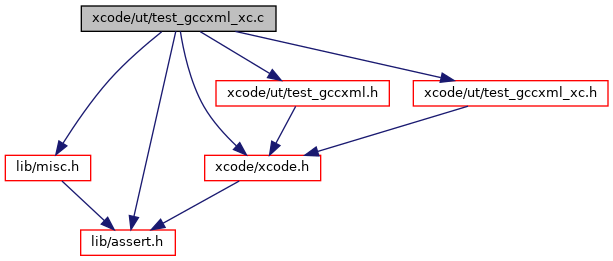 xcode/ut/test_gccxml_xc.c
xcode/ut/test_gccxml.h
xcode/ut/test_gccxml_xc.h
lib/misc.h
xcode/xcode.h
lib/assert.h